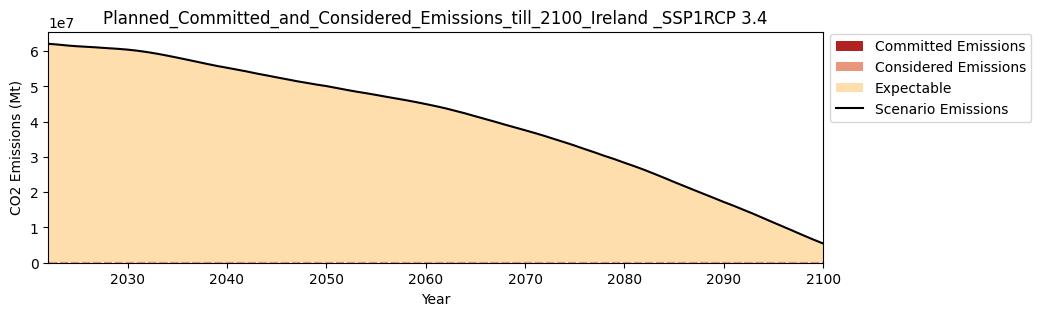 Planned_Committed_and_Considered_Emissions_till_2100_Ireland _SSP1RCP 3.4
1e7
6
5
4
3
2
1
0
CO2 Emissions (Mt)
2030 2040 2050 2060 2070 2080 2090 2100
Year
Committed Emissions
Considered Emissions
Expectable
Scenario Emissions